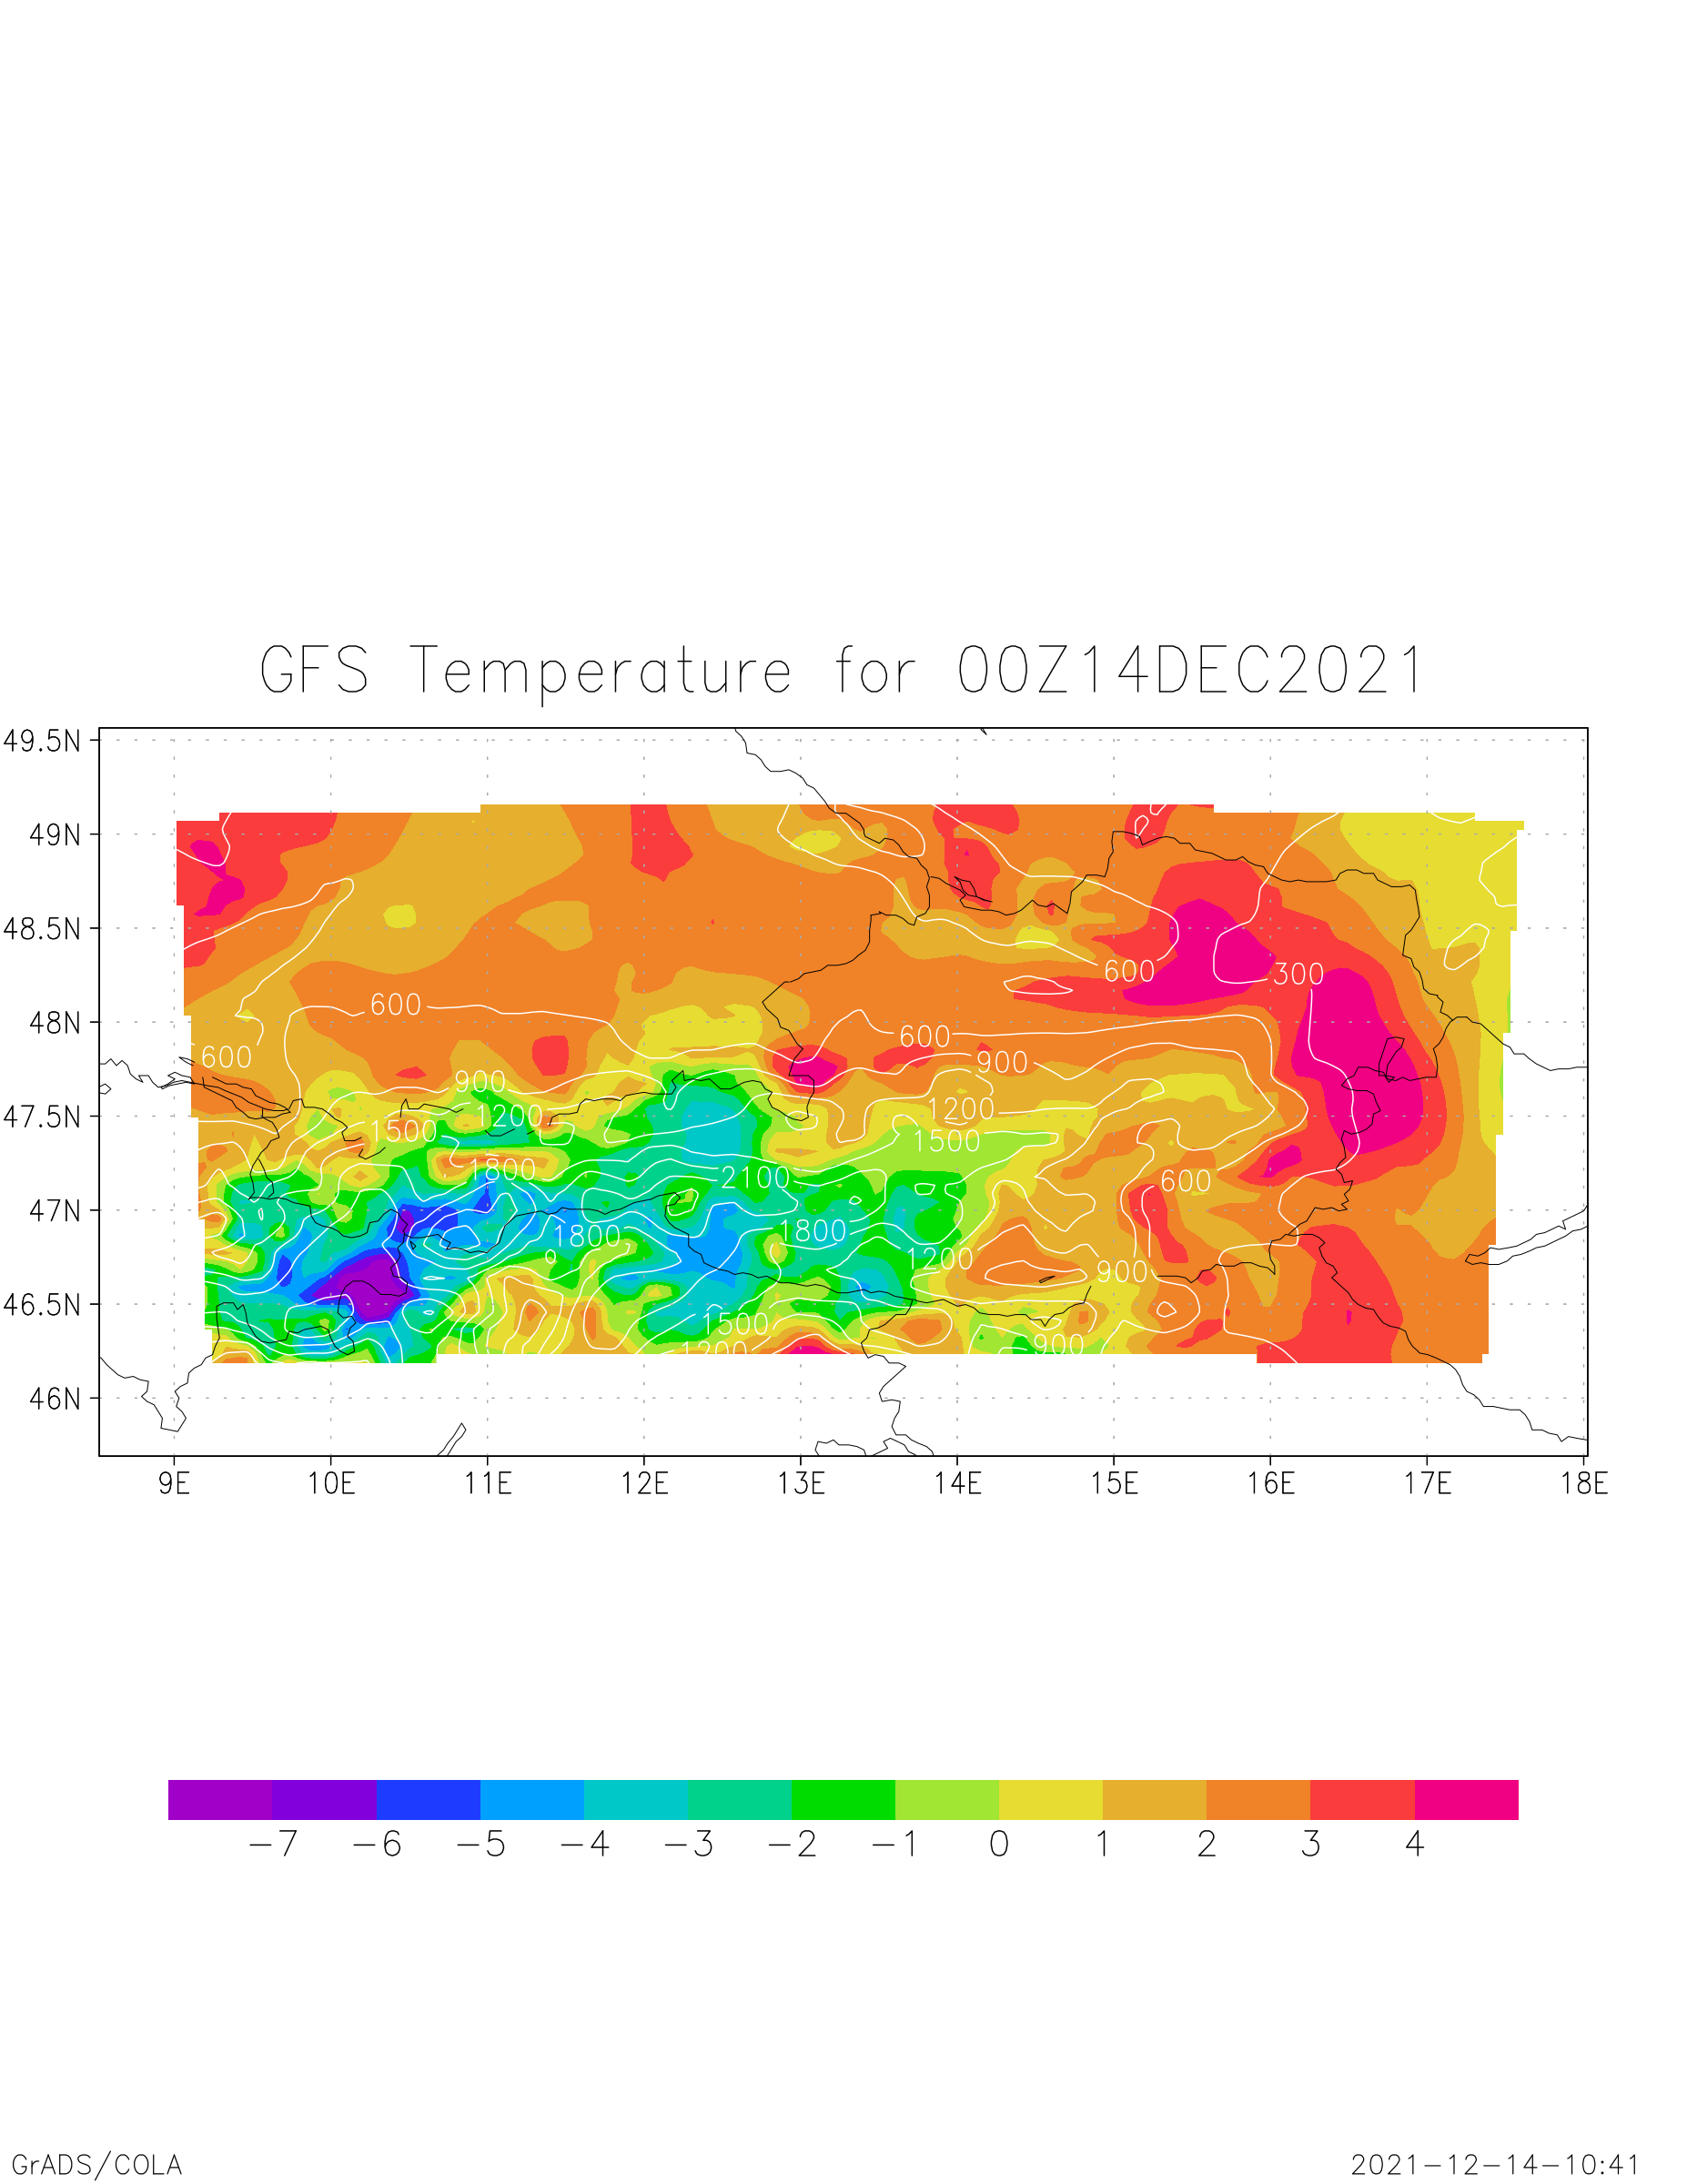 GFS Temperature for 00Z14DEC2021
49.5N
49N
48.5N
48N
47.5N
47N
46.5N
46N
600 300
600
600 600
900
900
1200 1200
1500 1500
1800 2100 600
1800 1800 1200
900
1500
1200 900
9E 10E 11E 12E 13E 14E 15E 16E 17E 18E
-7 -6 -5 -4 -3 -2 -1 0 1 2 3 4
GrADS/COLA 2021-12-14-10:41